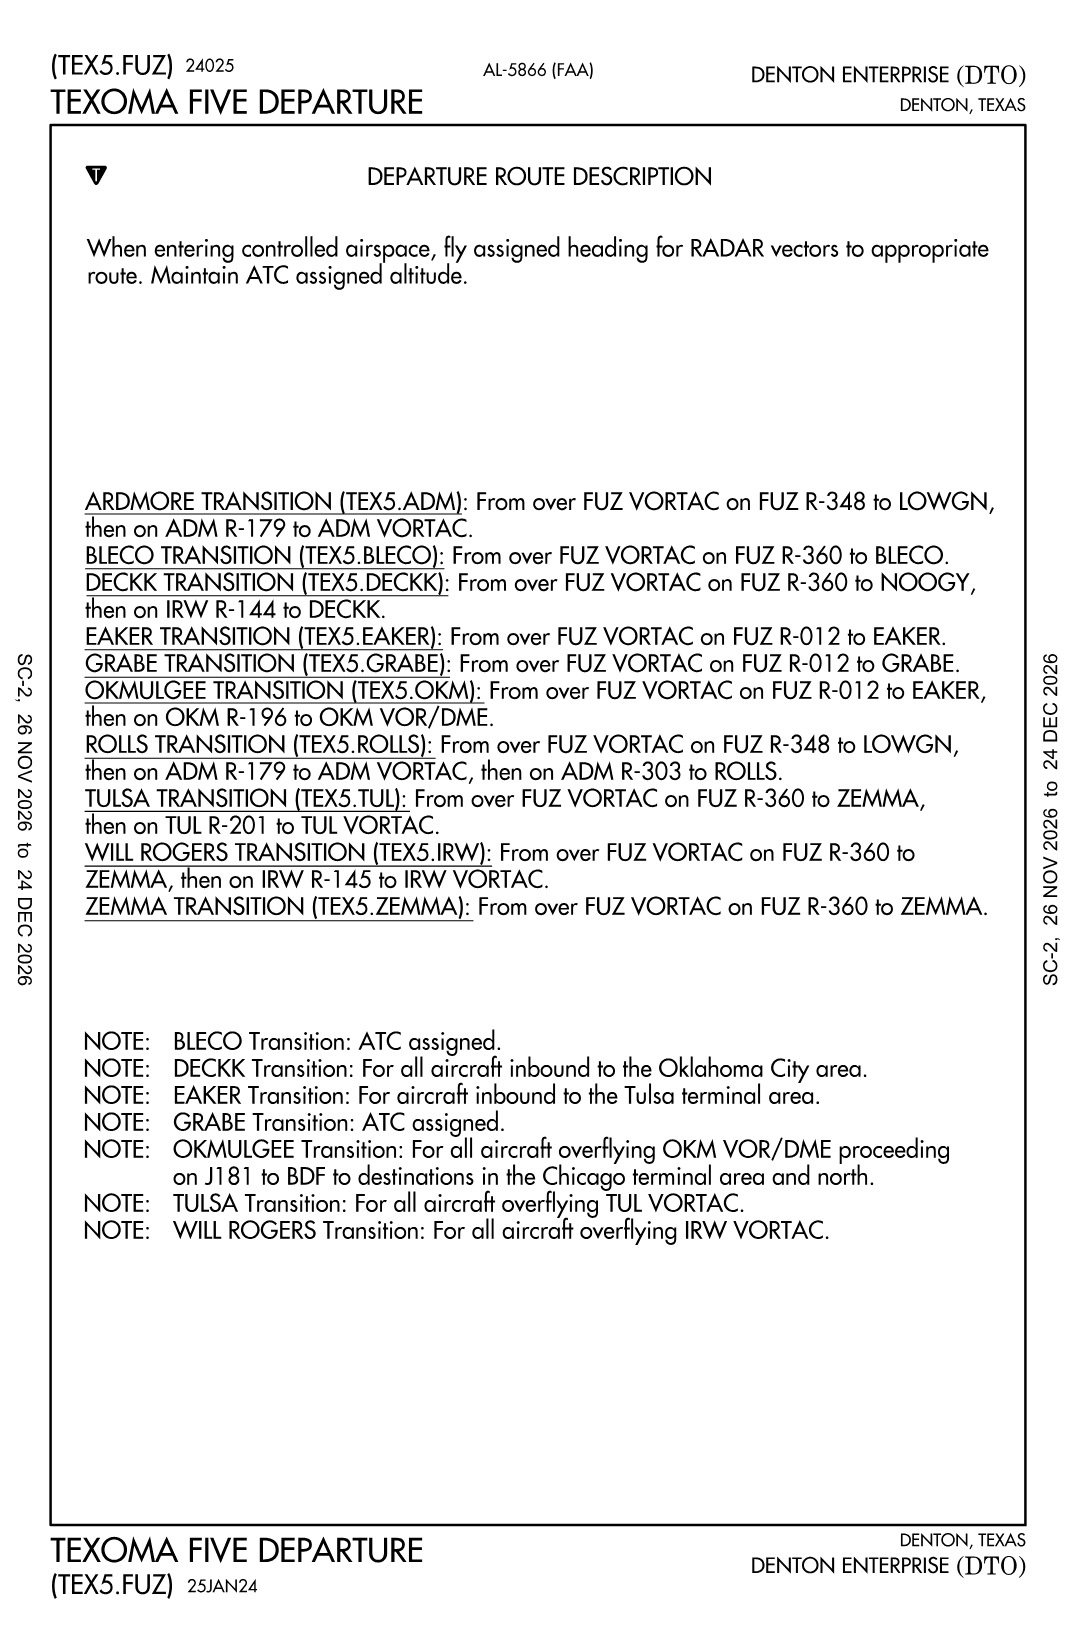 (TEX5.FUZ) 24025
AL-5866 (FAA)
DENTON ENTERPRISE (DTO)
TEXOMA FIVE DEPARTURE
DENTON, TEXAS
T
DEPARTURE ROUTE DESCRIPTION
When entering controlled airspace, fly assigned heading for RADAR vectors to appropriate
route. Maintain ATC assigned altitude.
ARDMORE TRANSITION (TEX5.ADM): From over FUZ VORTAC on FUZ R-348 to LOWGN,
then on ADM R-179 to ADM VORTAC.
BLECO TRANSITION (TEX5.BLECO): From over FUZ VORTAC on FUZ R-360 to BLECO.
DECKK TRANSITION (TEX5.DECKK): From over FUZ VORTAC on FUZ R-360 to NOOGY,
then on IRW R-144 to DECKK.
EAKER TRANSITION (TEX5.EAKER): From over FUZ VORTAC on FUZ R-012 to EAKER.
GRABE TRANSITION (TEX5.GRABE): From over FUZ VORTAC on FUZ R-012 to GRABE.
OKMULGEE TRANSITION (TEX5.OKM): From over FUZ VORTAC on FUZ R-012 to EAKER,
then on OKM R-196 to OKM VOR/DME.
ROLLS TRANSITION (TEX5.ROLLS): From over FUZ VORTAC on FUZ R-348 to LOWGN,
then on ADM R-179 to ADM VORTAC, then on ADM R-303 to ROLLS.
TULSA TRANSITION (TEX5.TUL): From over FUZ VORTAC on FUZ R-360 to ZEMMA,
then on TUL R-201 to TUL VORTAC.
WILL ROGERS TRANSITION (TEX5.IRW): From over FUZ VORTAC on FUZ R-360 to
ZEMMA, then on IRW R-145 to IRW VORTAC.
ZEMMA TRANSITION (TEX5.ZEMMA): From over FUZ VORTAC on FUZ R-360 to ZEMMA.
NOTE: BLECO Transition: ATC assigned.
NOTE: DECKK Transition: For all aircraft inbound to the Oklahoma City area.
NOTE: EAKER Transition: For aircraft inbound to the Tulsa terminal area.
NOTE: GRABE Transition: ATC assigned.
NOTE: OKMULGEE Transition: For all aircraft overflying OKM VOR/DME proceeding
on J181 to BDF to destinations in the Chicago terminal area and north.
NOTE: TULSA Transition: For all aircraft overflying TUL VORTAC.
NOTE: WILL ROGERS Transition: For all aircraft overflying IRW VORTAC.
SC-2, 26 NOV 2026 to 24 DEC 2026
SC-2, 26 NOV 2026 to 24 DEC 2026
TEXOMA FIVE DEPARTURE
DENTON, TEXAS
DENTON ENTERPRISE (DTO)
(TEX5.FUZ) 25JAN24